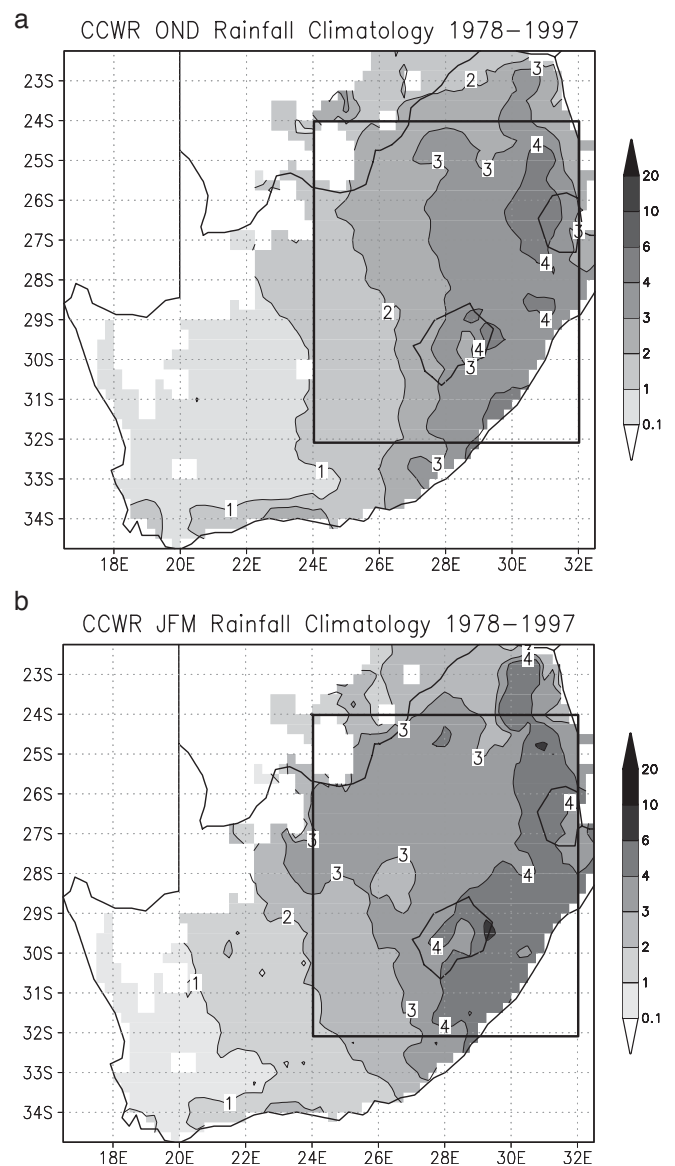 a
CCWR OND Rainfall Climatology 1978−1997
23S
24S
25S
26S
27S
28S
29S
30S
31S
32S
33S
34S
18E 20E 22E 24E 26E 28E 30E 32E
2 3
4
3 3
3
4
2
4
4
3
3
1
1
20
10
6
4
3
2
1
0.1
b
CCWR JFM Rainfall Climatology 1978−1997
23S
24S
25S
26S
27S
28S
29S
30S
31S
32S
33S
34S
18E 20E 22E 24E 26E 28E 30E 32E
4
3
3
4
3
3
3 4
2
4
1
3
4
1
20
10
6
4
3
2
1
0.1